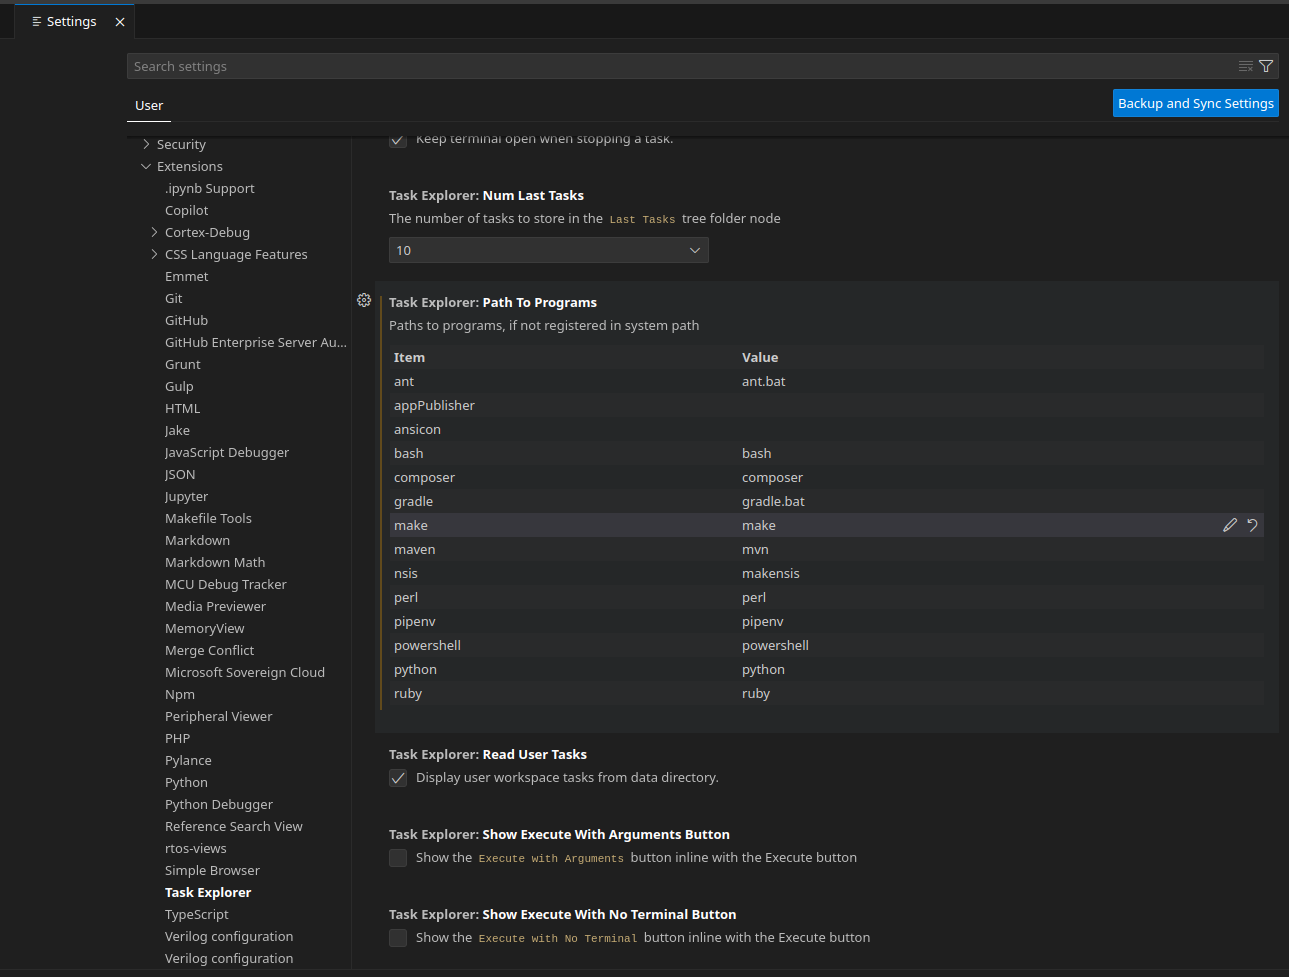 Settings
Search settings
User
Backup and Sync Settings
Security
Extensions
.ipynb Support
Copilot
Cortex-Debug
CSS Language Features
Emmet
Git
GitHub
GitHub Enterprise Server Au...
Grunt
Gulp
HTML
Jake
JavaScript Debugger
JSON
Jupyter
Makefile Tools
Markdown
Markdown Math
MCU Debug Tracker
Media Previewer
MemoryView
Merge Conflict
Microsoft Sovereign Cloud
Npm
Peripheral Viewer
PHP
Pylance
Python
Python Debugger
Reference Search View
rtos-views
Simple Browser
Task Explorer
TypeScript
Verilog configuration
Verilog configuration
Keep terminal open when stopping a task.
Task Explorer: Num Last Tasks
The number of tasks to store in the Last Tasks tree folder node
10
Task Explorer: Path To Programs
Paths to programs, if not registered in system path
Item Value
ant ant.bat
appPublisher
ansicon
bash bash
composer composer
gradle gradle.bat
make make
maven mvn
nsis makensis
perl perl
pipenv pipenv
powershell powershell
python python
ruby ruby
Task Explorer: Read User Tasks
Display user workspace tasks from data directory.
Task Explorer: Show Execute With Arguments Button
Show the Execute with Arguments button inline with the Execute button
Task Explorer: Show Execute With No Terminal Button
Show the Execute with No Terminal button inline with the Execute button